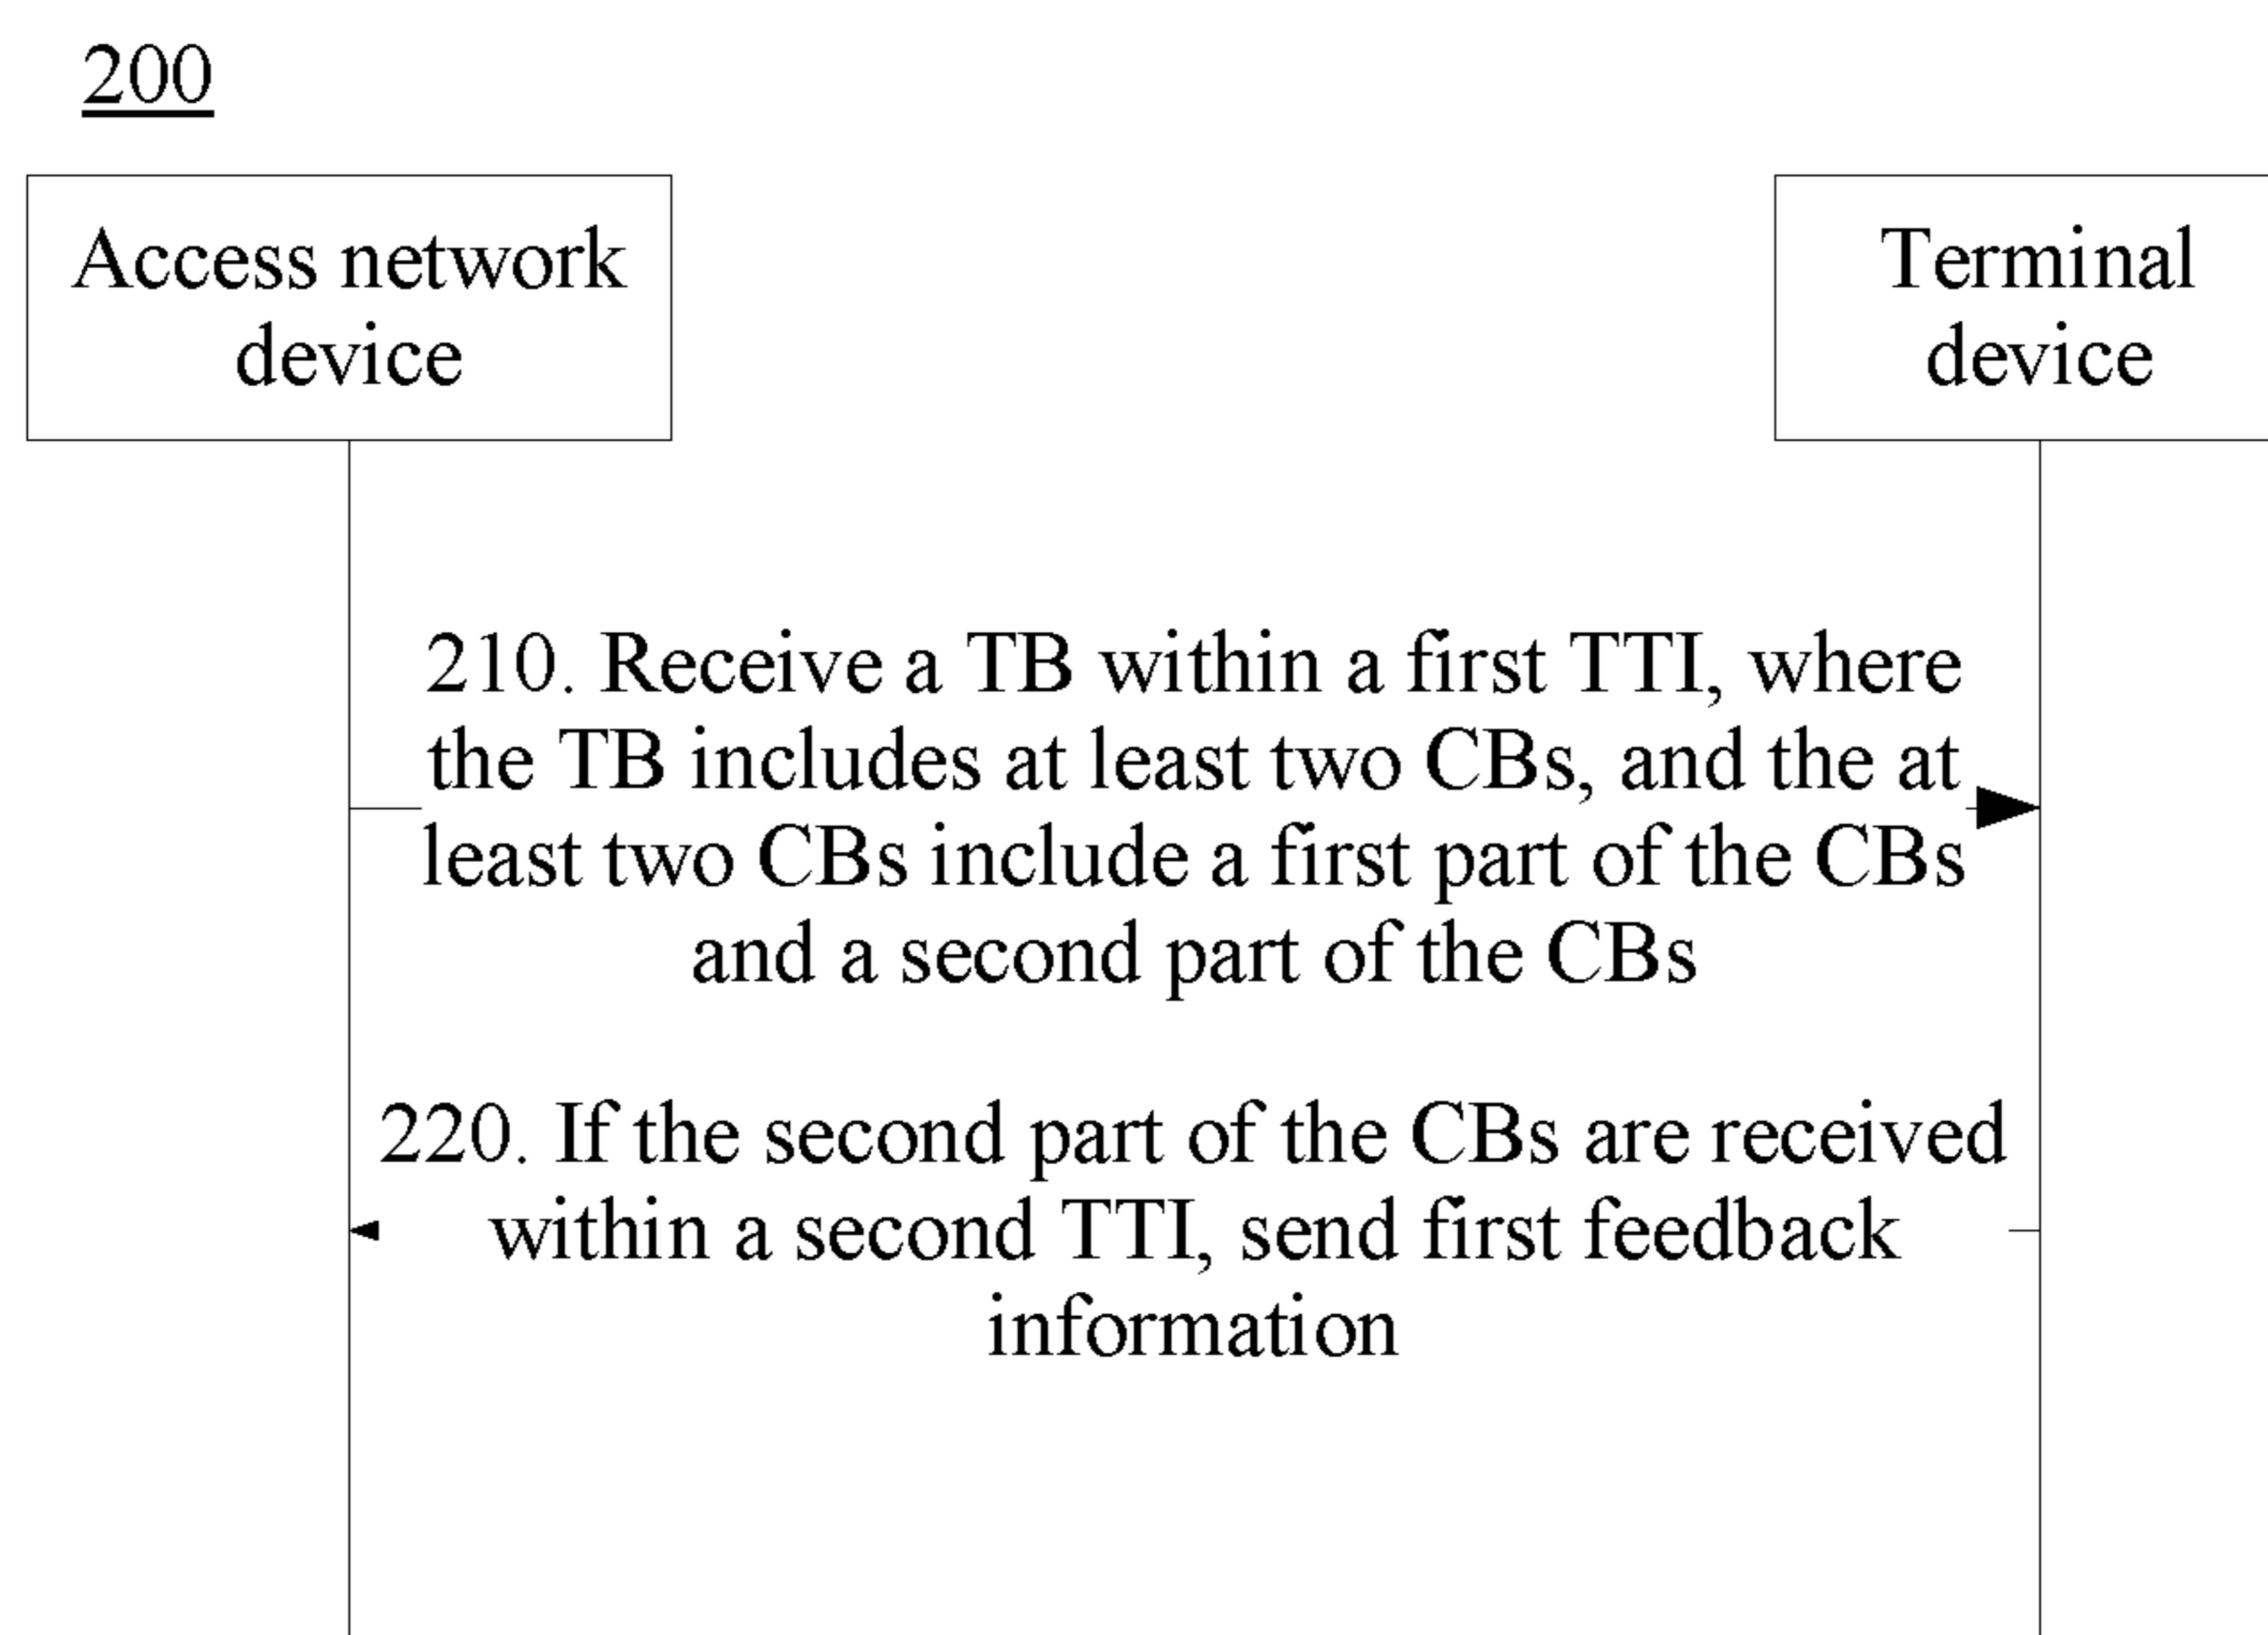 200
Access network
device
Terminal
device
210. Receive a TB within a first TTI, where
the TB includes at least two CBs, and the at
least two CBs include a first part of the CBs
and a second part of the CBs
220. If the second part of the CBs are received
within a second TTI, send first feedback
information